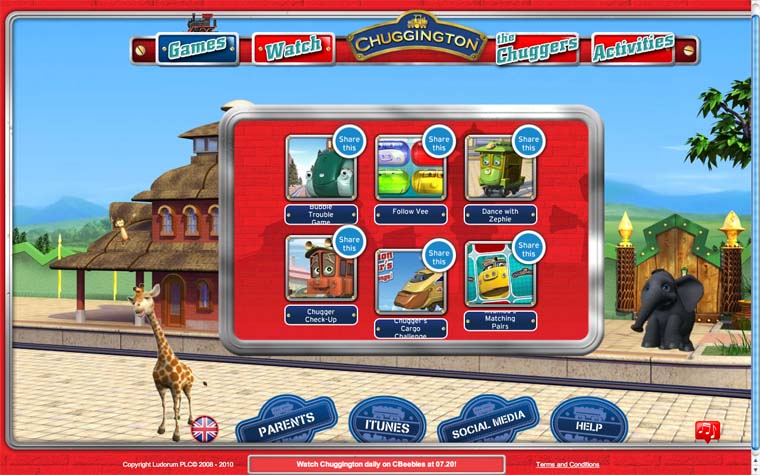 Games
Watch
CHUGGINGTON
the
Chuggers
Activities
Share
this
Share
this
Share
this
Bubble
Trouble
Game
Follow Vee
Dance with
Zephie
Share
this
Share
this
Share
this
Chugger
Check-Up
Chugger's
Cargo
Challenge
Matching
Pairs
PARENTS
ITUNES
SOCIAL MEDIA
HELP
Copyright Ludorum PLC© 2008 - 2010
Watch Chuggington daily on CBeebies at 07.20!
Terms and Conditions